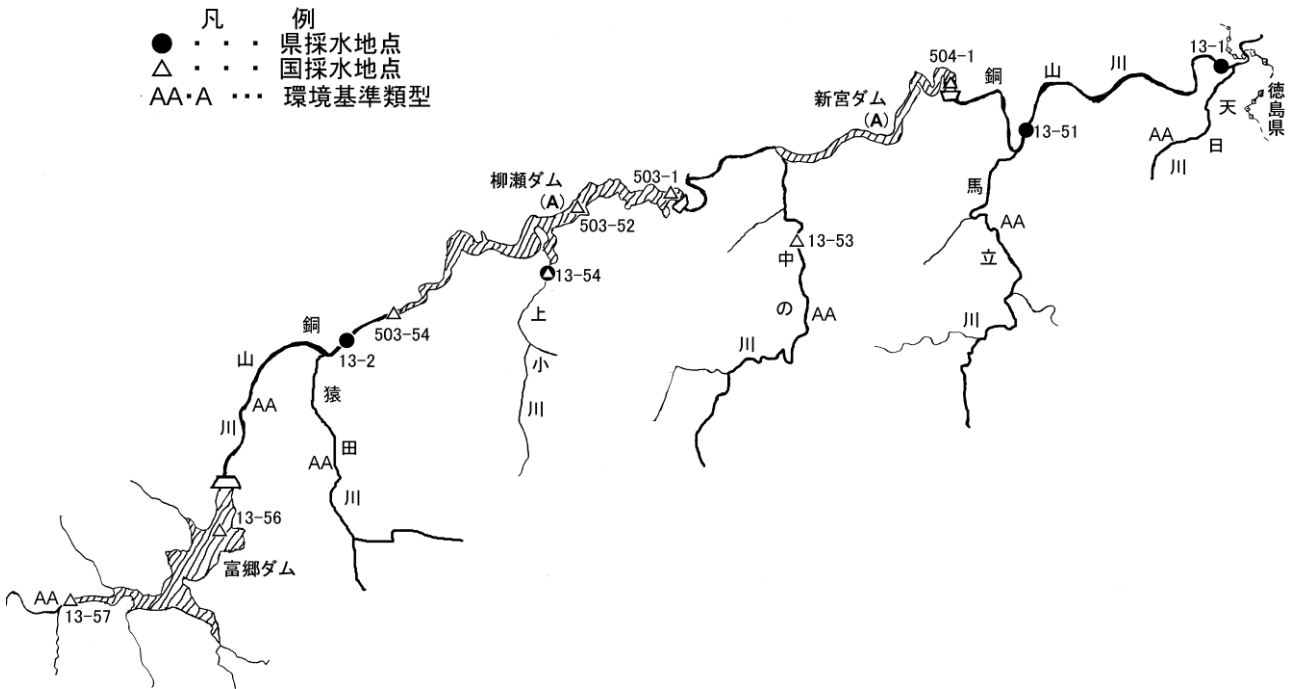 凡 例
● ・ ・ ・ 県採水地点
△ ・ ・ ・ 国採水地点
AA・A ・・・ 環境基準類型
13-1
504-1
銅山川
新宮ダム
(A)
徳島県
天日川
AA
13-51
503-1
柳瀬ダム
(A)
馬立川
AA
503-52
13-53
中の川
AA
13-54
上小川
503-54
銅山川
AA
13-2
猿田川
AA
13-56
富郷ダム
AA
13-57